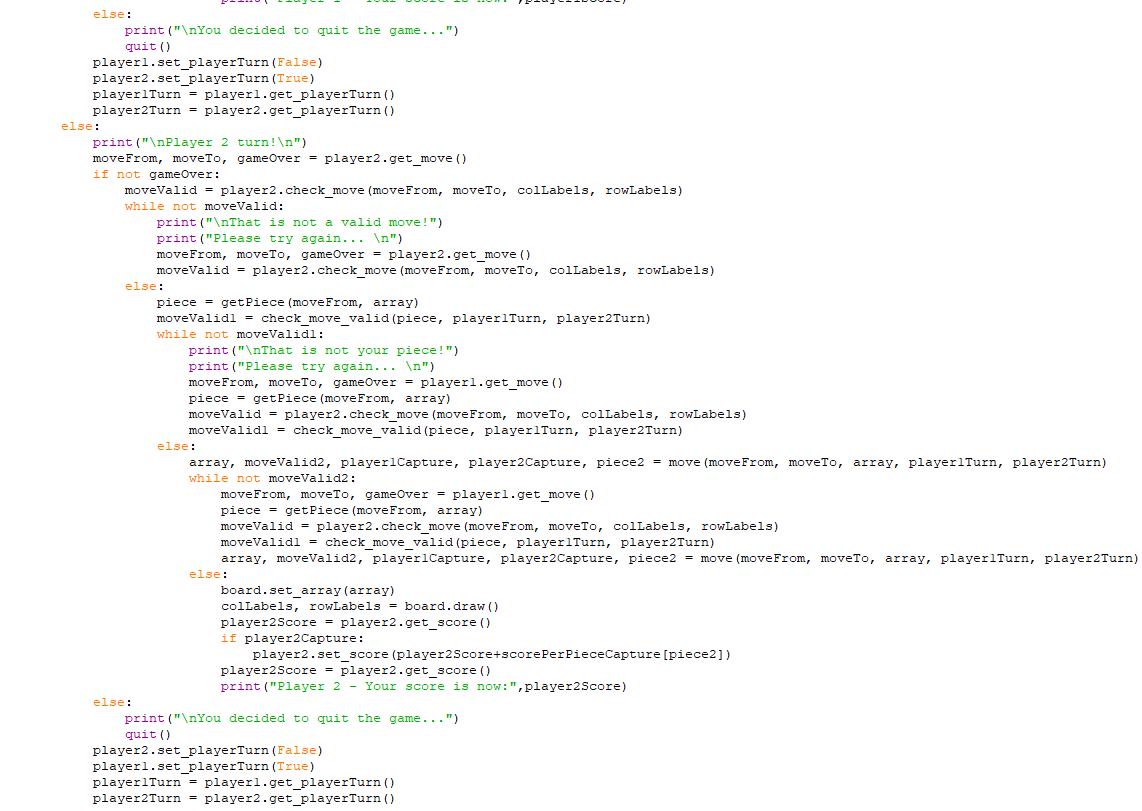 print("Player 1 - Your score is now:",player1Score)
else:
print("\nYou decided to quit the game...")
quit()
player1.set_playerTurn(False)
player2.set_playerTurn(True)
player1Turn = player1.get_playerTurn()
player2Turn = player2.get_playerTurn()
else:
print("\nPlayer 2 turn!\n")
moveFrom, moveTo, gameOver = player2.get_move()
if not gameOver:
moveValid = player2.check_move(moveFrom, moveTo, colLabels, rowLabels)
while not moveValid:
print("\nThat is not a valid move!")
print("Please try again... \n")
moveFrom, moveTo, gameOver = player2.get_move()
moveValid = player2.check_move(moveFrom, moveTo, colLabels, rowLabels)
else:
piece = getPiece(moveFrom, array)
moveValid1 = check_move_valid(piece, player1Turn, player2Turn)
while not moveValid1:
print("\nThat is not your piece!")
print("Please try again... \n")
moveFrom, moveTo, gameOver = player1.get_move()
piece = getPiece(moveFrom, array)
moveValid = player2.check_move(moveFrom, moveTo, colLabels, rowLabels)
moveValid1 = check_move_valid(piece, player1Turn, player2Turn)
else:
array, moveValid2, player1Capture, player2Capture, piece2 = move(moveFrom, moveTo, array, player1Turn, player2Turn)
while not moveValid2:
moveFrom, moveTo, gameOver = player1.get_move()
piece = getPiece(moveFrom, array)
moveValid = player2.check_move(moveFrom, moveTo, colLabels, rowLabels)
moveValid1 = check_move_valid(piece, player1Turn, player2Turn)
array, moveValid2, player1Capture, player2Capture, piece2 = move(moveFrom, moveTo, array, player1Turn, player2Turn)
else:
board.set_array(array)
colLabels, rowLabels = board.draw()
player2Score = player2.get_score()
if player2Capture:
player2.set_score(player2Score+scorePerPieceCapture[piece2])
player2Score = player2.get_score()
print("Player 2 - Your score is now:",player2Score)
else:
print("\nYou decided to quit the game...")
quit()
player2.set_playerTurn(False)
player1.set_playerTurn(True)
player1Turn = player1.get_playerTurn()
player2Turn = player2.get_playerTurn()